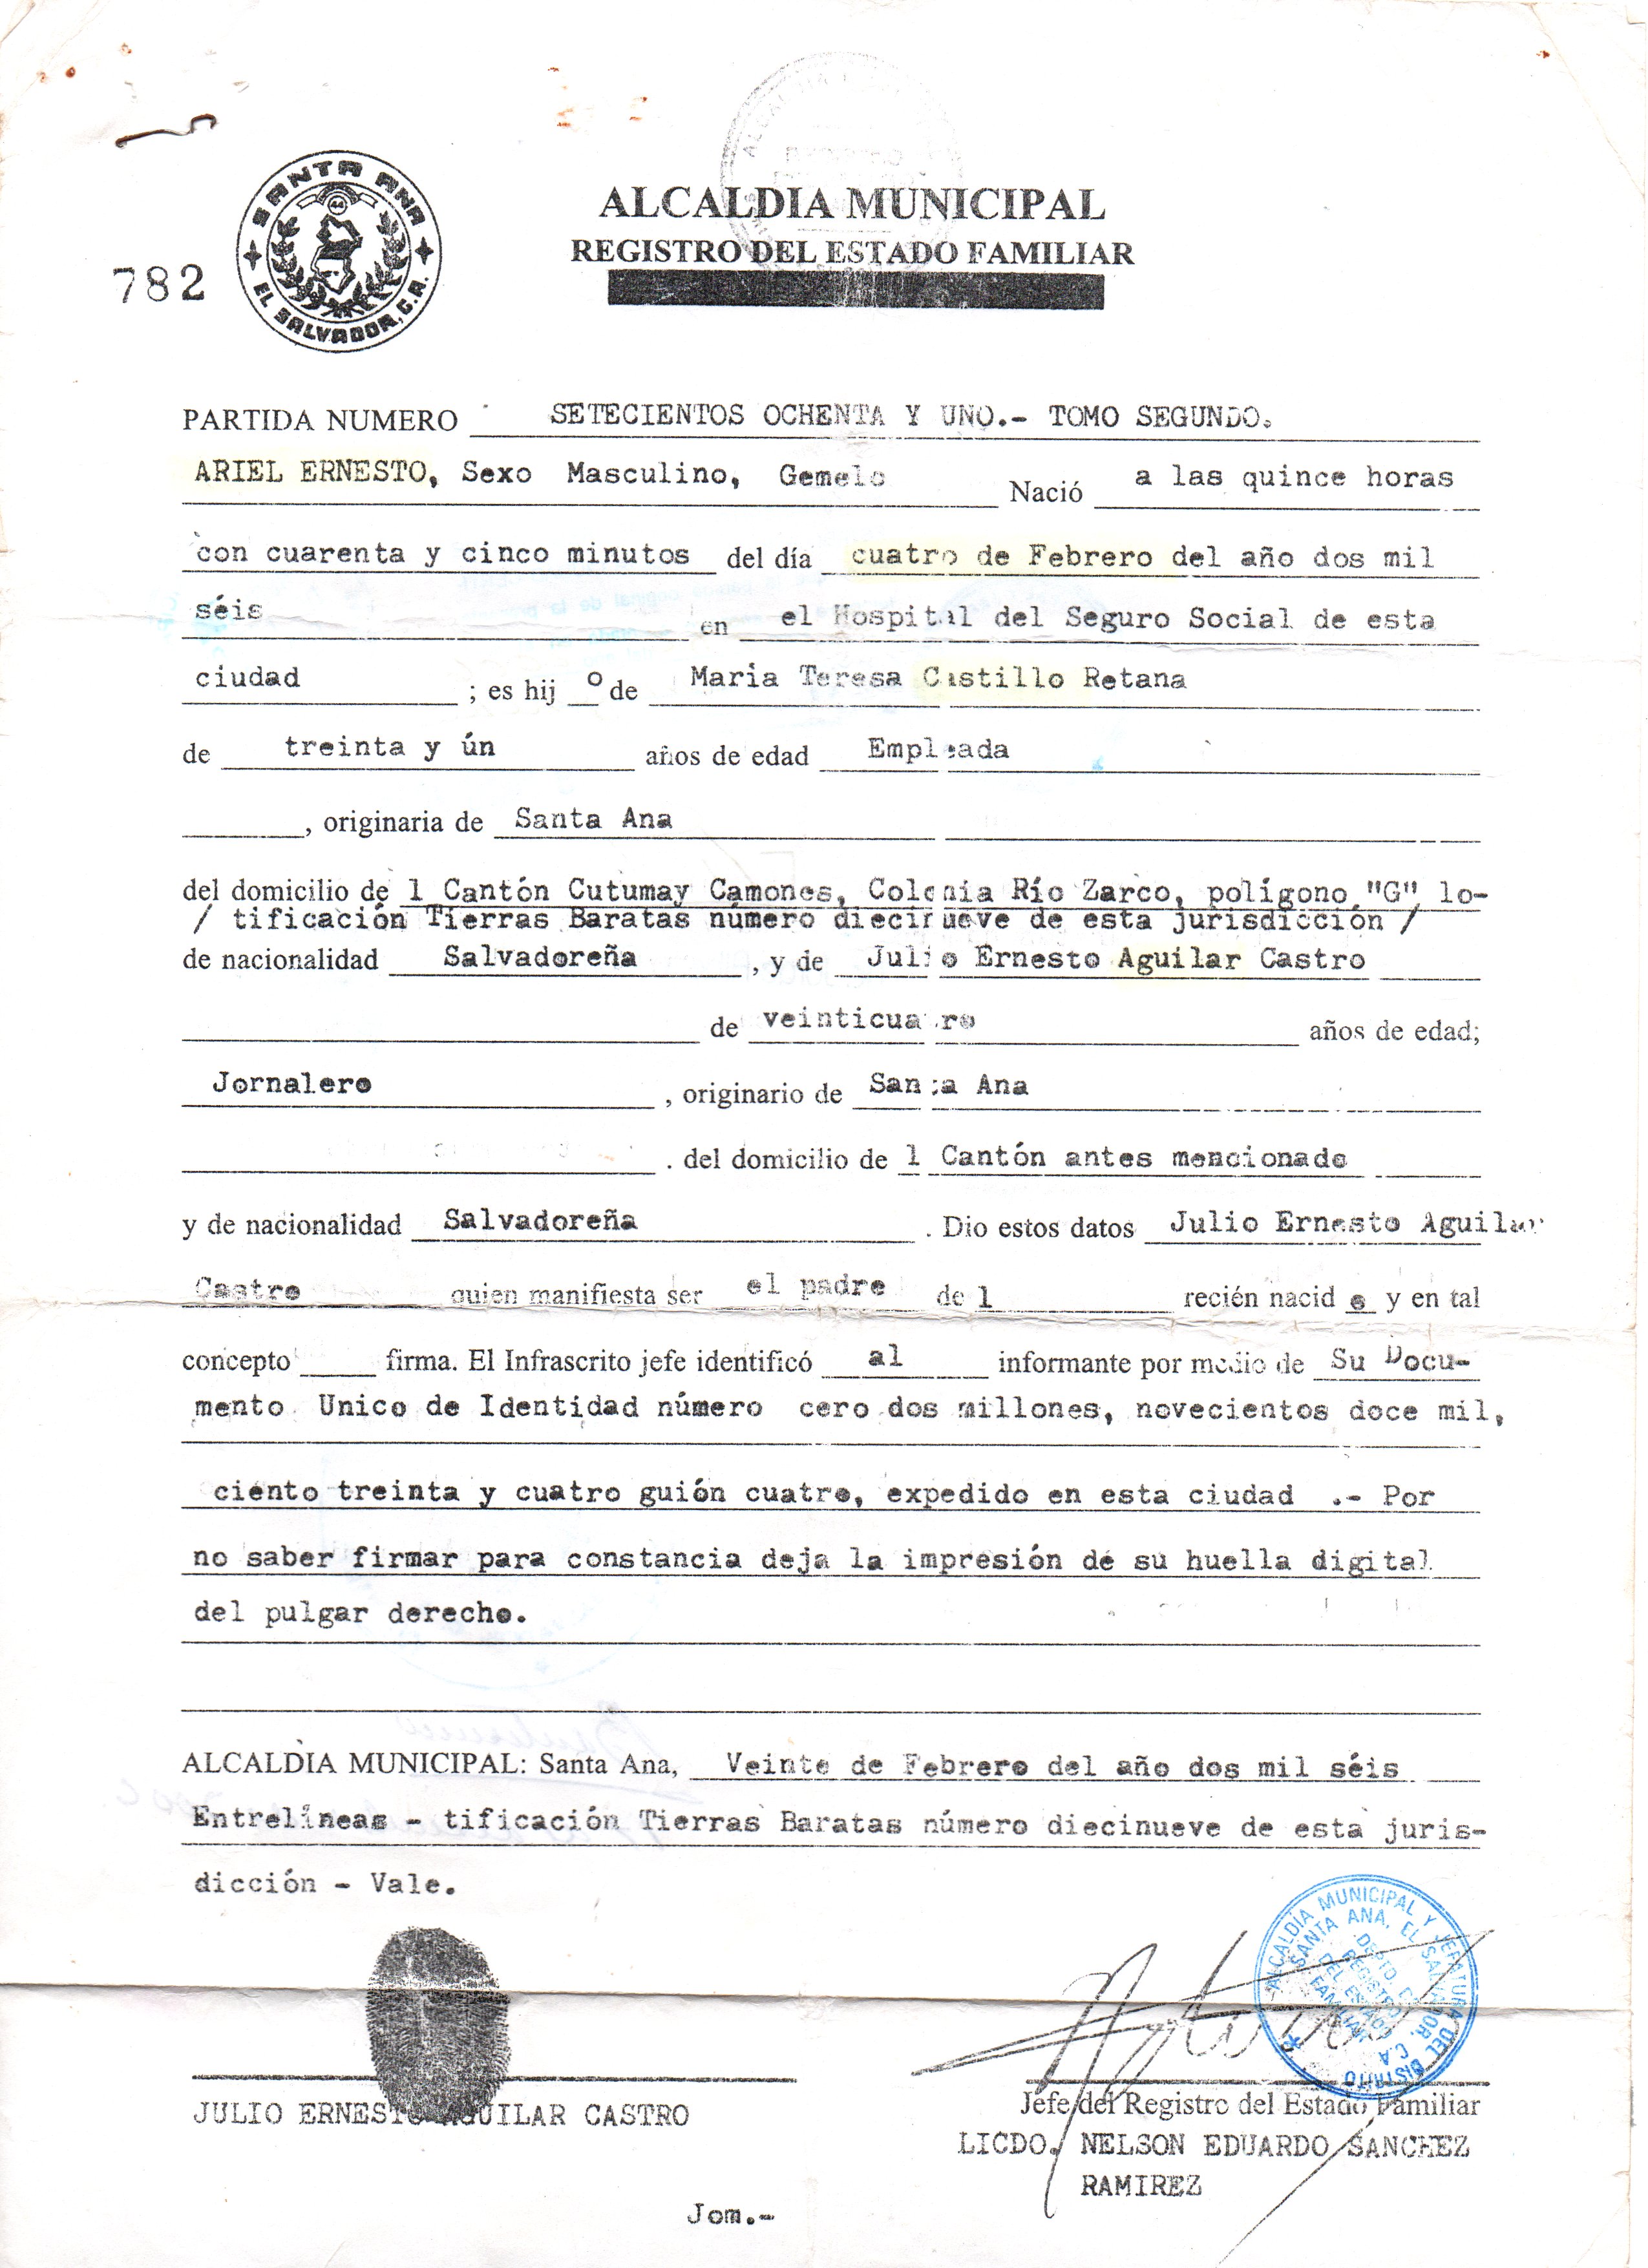 SANTA ANA
44
EL SALVADOR, C.A.
782
ALCALDIA MUNICIPAL
REGISTRO DEL ESTADO FAMILIAR
PARTIDA NUMERO SETECIENTOS OCHENTA Y UNO.- TOMO SEGUNDO.
ARIEL ERNESTO, Sexo Masculino, Gemelo Nació a las quince horas
con cuarenta y cinco minutos del día cuatro de Febrero del año dos mil
séis en el Hospital del Seguro Social de esta
ciudad ; es hij o de María Teresa Castillo Retana
de treinta y ún años de edad Empleada
, originaria de Santa Ana
del domicilio de l Cantón Cutumay Camones, Colonia Río Zarco, polígono "G" lo-
/ tificación Tierras Baratas número diecinueve de esta jurisdicción /
de nacionalidad Salvadoreña , y de Julio Ernesto Aguilar Castro
de veinticuatro años de edad;
Jornalero , originario de Santa Ana
. del domicilio de l Cantón antes mencionado
y de nacionalidad Salvadoreña . Dio estos datos Julio Ernesto Aguilar
Castro quien manifiesta ser el padre de l recién nacid o y en tal
concepto firma. El Infrascrito jefe identificó al informante por medio de Su Docu-
mento Unico de Identidad número cero dos millones, novecientos doce mil,
ciento treinta y cuatro guión cuatro, expedido en esta ciudad .- Por
no saber firmar para constancia deja la impresión de su huella digital
del pulgar derecho.
ALCALDIA MUNICIPAL: Santa Ana, Veinte de Febrero del año dos mil séis
Entrelíneas - tificación Tierras Baratas número diecinueve de esta juris-
dicción - Vale.
ALCALDIA MUNICIPAL Y JEFATURA DEL DISTRITO
SANTA ANA, EL SALVADOR, C.A.
DEPTO. DE
REGISTRO
DEL ESTADO
FAMILIAR
JULIO ERNESTO AGUILAR CASTRO
Jefe del Registro del Estado Familiar
LICDO. NELSON EDUARDO SANCHEZ
RAMIREZ
Jom.-